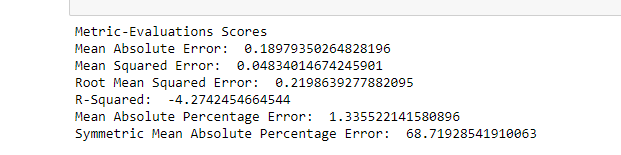 Metric-Evaluations Scores
Mean Absolute Error:  0.18979350264828196
Mean Squared Error:  0.04834014674245901
Root Mean Squared Error:  0.2198639277882095
R-Squared:  -4.2742454664544
Mean Absolute Percentage Error:  1.335522141580896
Symmetric Mean Absolute Percentage Error:  68.71928541910063